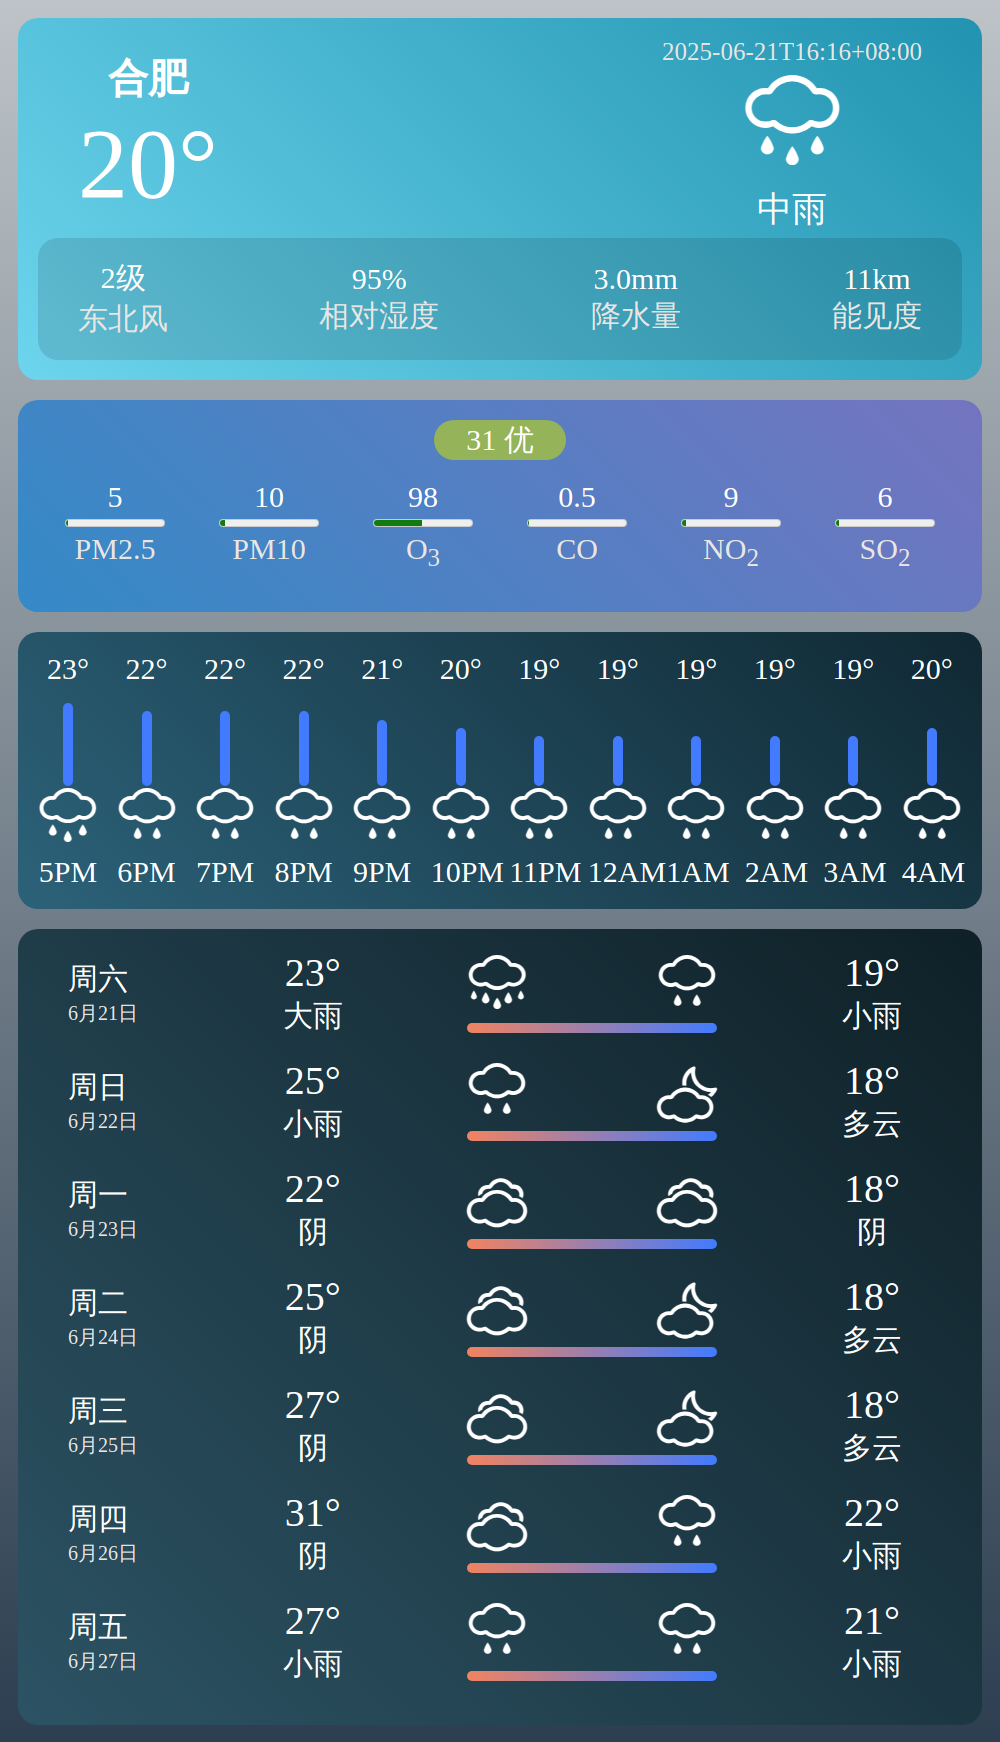 合肥
20°
2025-06-21T16:16+08:00
中雨
2级 95% 3.0mm 11km
东北风 相对湿度 降水量 能见度
31 优
5 10 98 0.5 9 6
PM2.5 PM10 O3 CO NO2 SO2
23° 22° 22° 22° 21° 20° 19° 19° 19° 19° 19° 20°
5PM 6PM 7PM 8PM 9PM 10PM 11PM 12AM 1AM 2AM 3AM 4AM
周六 23° 19°
6月21日 大雨 小雨
周日 25° 18°
6月22日 小雨 多云
周一 22° 18°
6月23日 阴 阴
周二 25° 18°
6月24日 阴 多云
周三 27° 18°
6月25日 阴 多云
周四 31° 22°
6月26日 阴 小雨
周五 27° 21°
6月27日 小雨 小雨